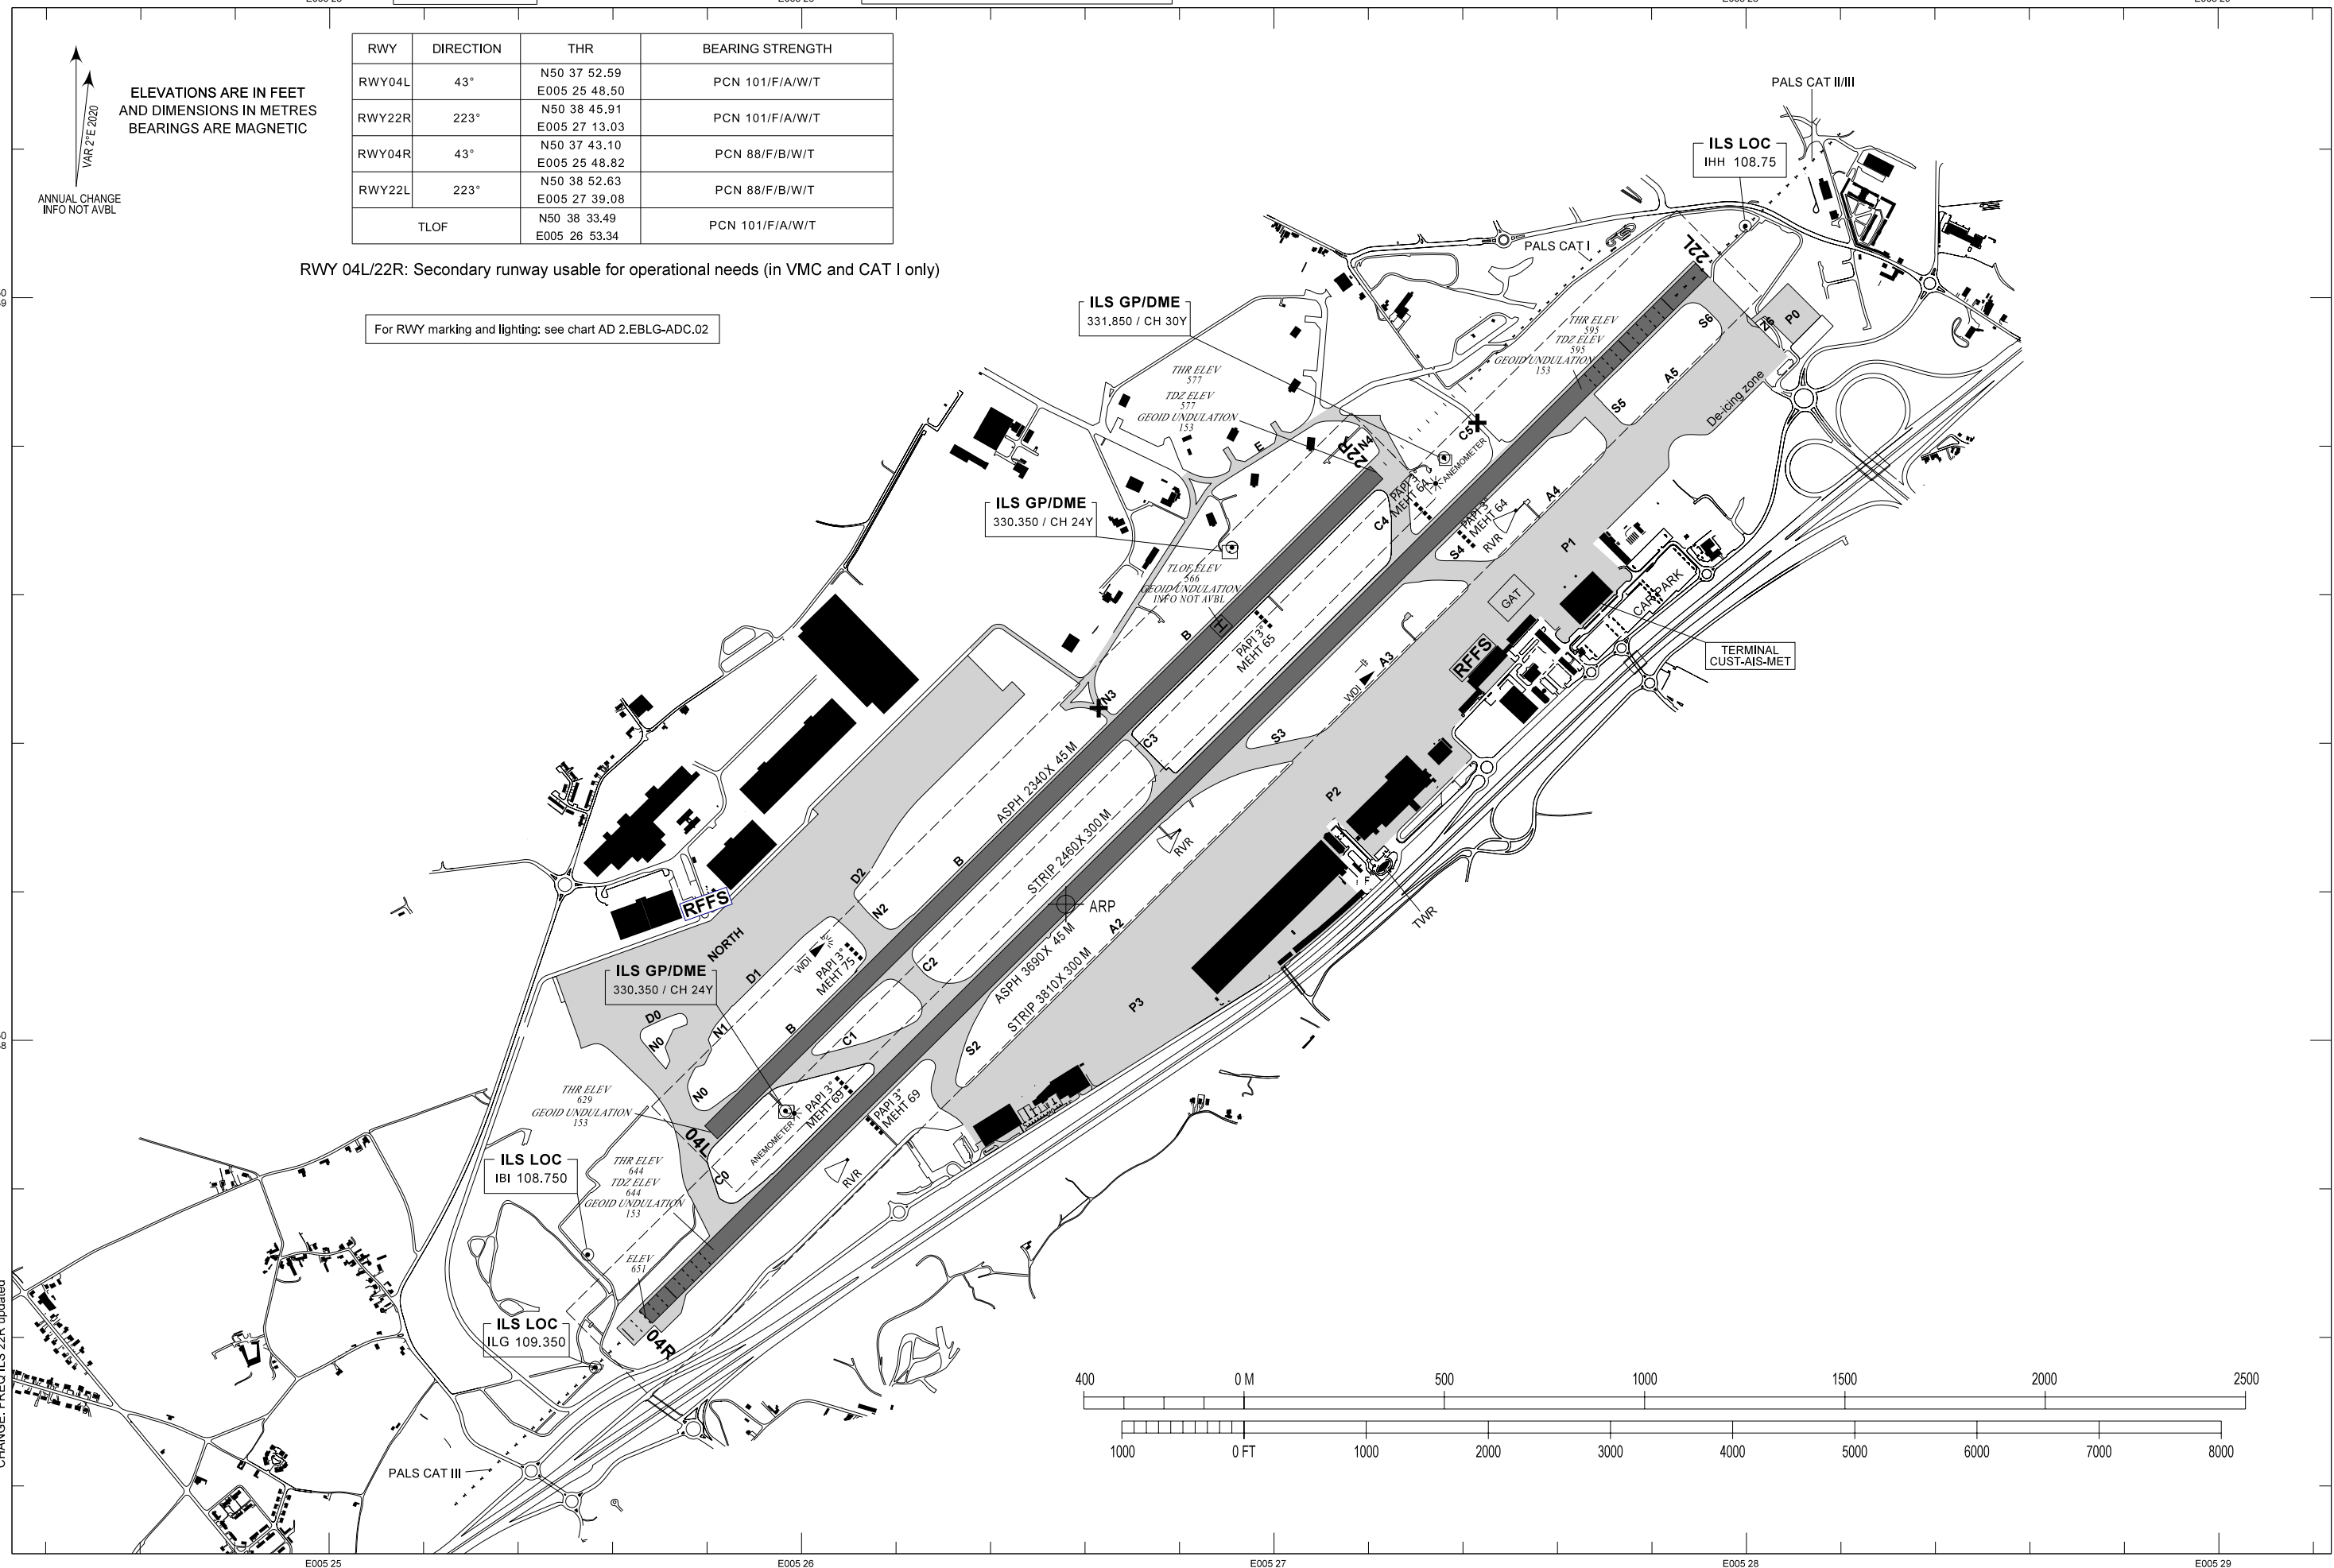 RWY DIRECTION THR BEARING STRENGTH
RWY04L 43° N50 37 52.59 E005 25 48.50 PCN 101/F/A/W/T
RWY22R 223° N50 38 45.91 E005 27 13.03 PCN 101/F/A/W/T
RWY04R 43° N50 37 43.10 E005 25 48.82 PCN 88/F/B/W/T
RWY22L 223° N50 38 52.63 E005 27 39.08 PCN 88/F/B/W/T
TLOF N50 38 33.49 E005 26 53.34 PCN 101/F/A/W/T
ELEVATIONS ARE IN FEET
AND DIMENSIONS IN METRES
BEARINGS ARE MAGNETIC
VAR 2°E 2020
ANNUAL CHANGE
INFO NOT AVBL
RWY 04L/22R: Secondary runway usable for operational needs (in VMC and CAT I only)
For RWY marking and lighting: see chart AD 2.EBLG-ADC.02
PALS CAT II/III
ILS LOC
IHH 108.75
PALS CAT I
22L
ILS GP/DME
331.850 / CH 30Y
THR ELEV
595
TDZ ELEV
595
GEOID UNDULATION
153
S6
Z6
P0
A5
S5
De-icing zone
THR ELEV
577
TDZ ELEV
577
GEOID UNDULATION
153
E
22R
N4
C5
ANEMOMETER
PAPI 3°
MEHT 64
PAPI 3°
MEHT 64
C4
S4
RVR
A4
P1
ILS GP/DME
330.350 / CH 24Y
TLOF ELEV
566
GEOID UNDULATION
INFO NOT AVBL
H
B
PAPI 3°
MEHT 65
GAT
CAR PARK
RFFS
TERMINAL
CUST-AIS-MET
A3
WDI
N3
C3
S3
ASPH 2340X 45 M
STRIP 2460X 300 M
P2
RVR
D2
B
N2
RFFS
NORTH
ARP
A2
TWR
WDI
PAPI 3°
MEHT 75
D1
C2
ASPH 3690X 45 M
STRIP 3810X 300 M
P3
ILS GP/DME
330.350 / CH 24Y
D0
N0
N1
B
C1
S2
THR ELEV
629
GEOID UNDULATION
153
N0
PAPI 3°
MEHT 69
PAPI 3°
MEHT 69
ANEMOMETER
04L
C0
RVR
ILS LOC
IBI 108.750
THR ELEV
644
TDZ ELEV
644
GEOID UNDULATION
153
ELEV
651
ILS LOC
ILG 109.350
04R
PALS CAT III
400 0 M 500 1000 1500 2000 2500
1000 0 FT 1000 2000 3000 4000 5000 6000 7000 8000
E005 25 E005 26 E005 27 E005 28 E005 29